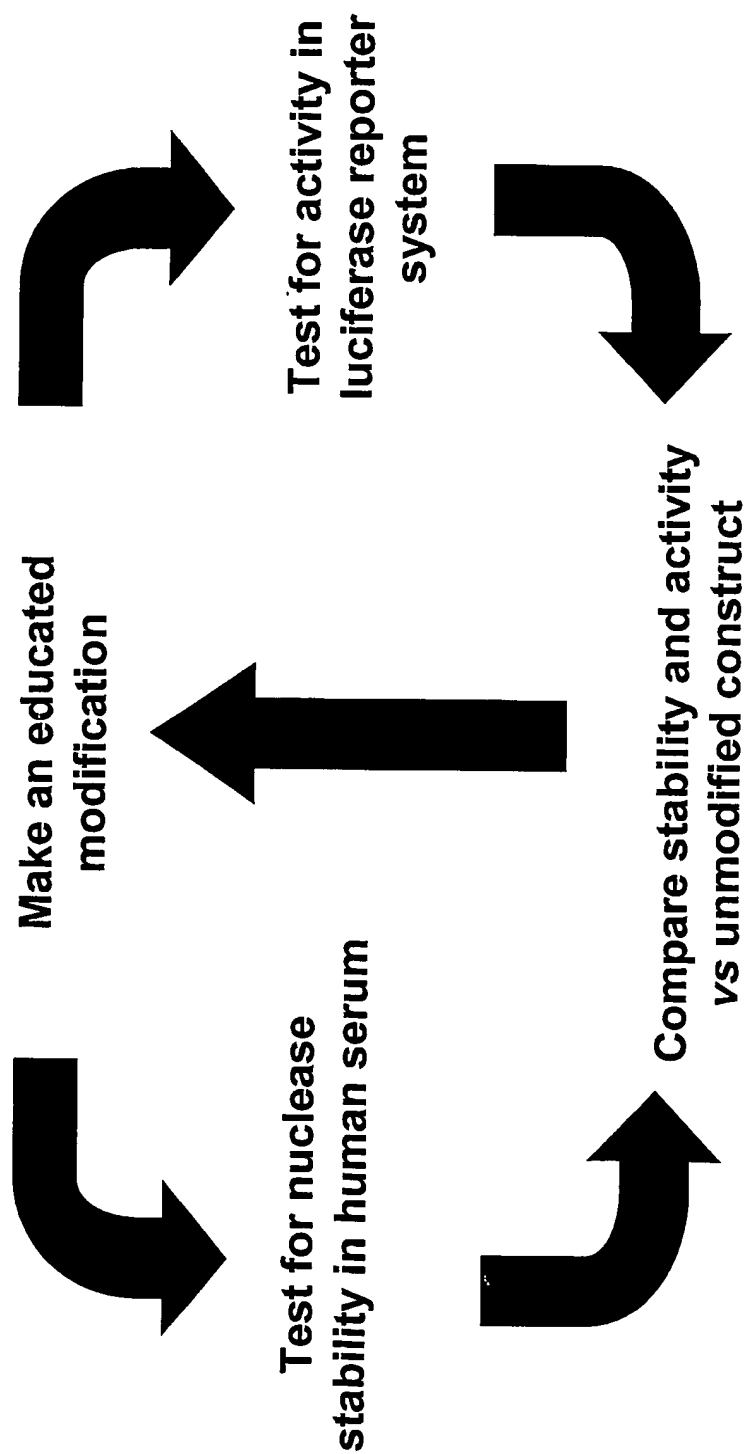 Make an educated
modification
Test for nuclease
stability in human serum
Test for activity in
luciferase reporter
system
Compare stability and activity
vs unmodified construct